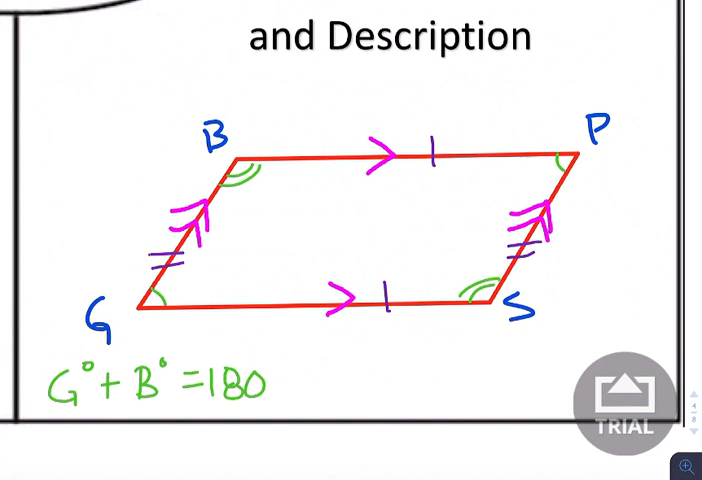 and Description
B
P
G
S
G° + B° = 180
TRIAL